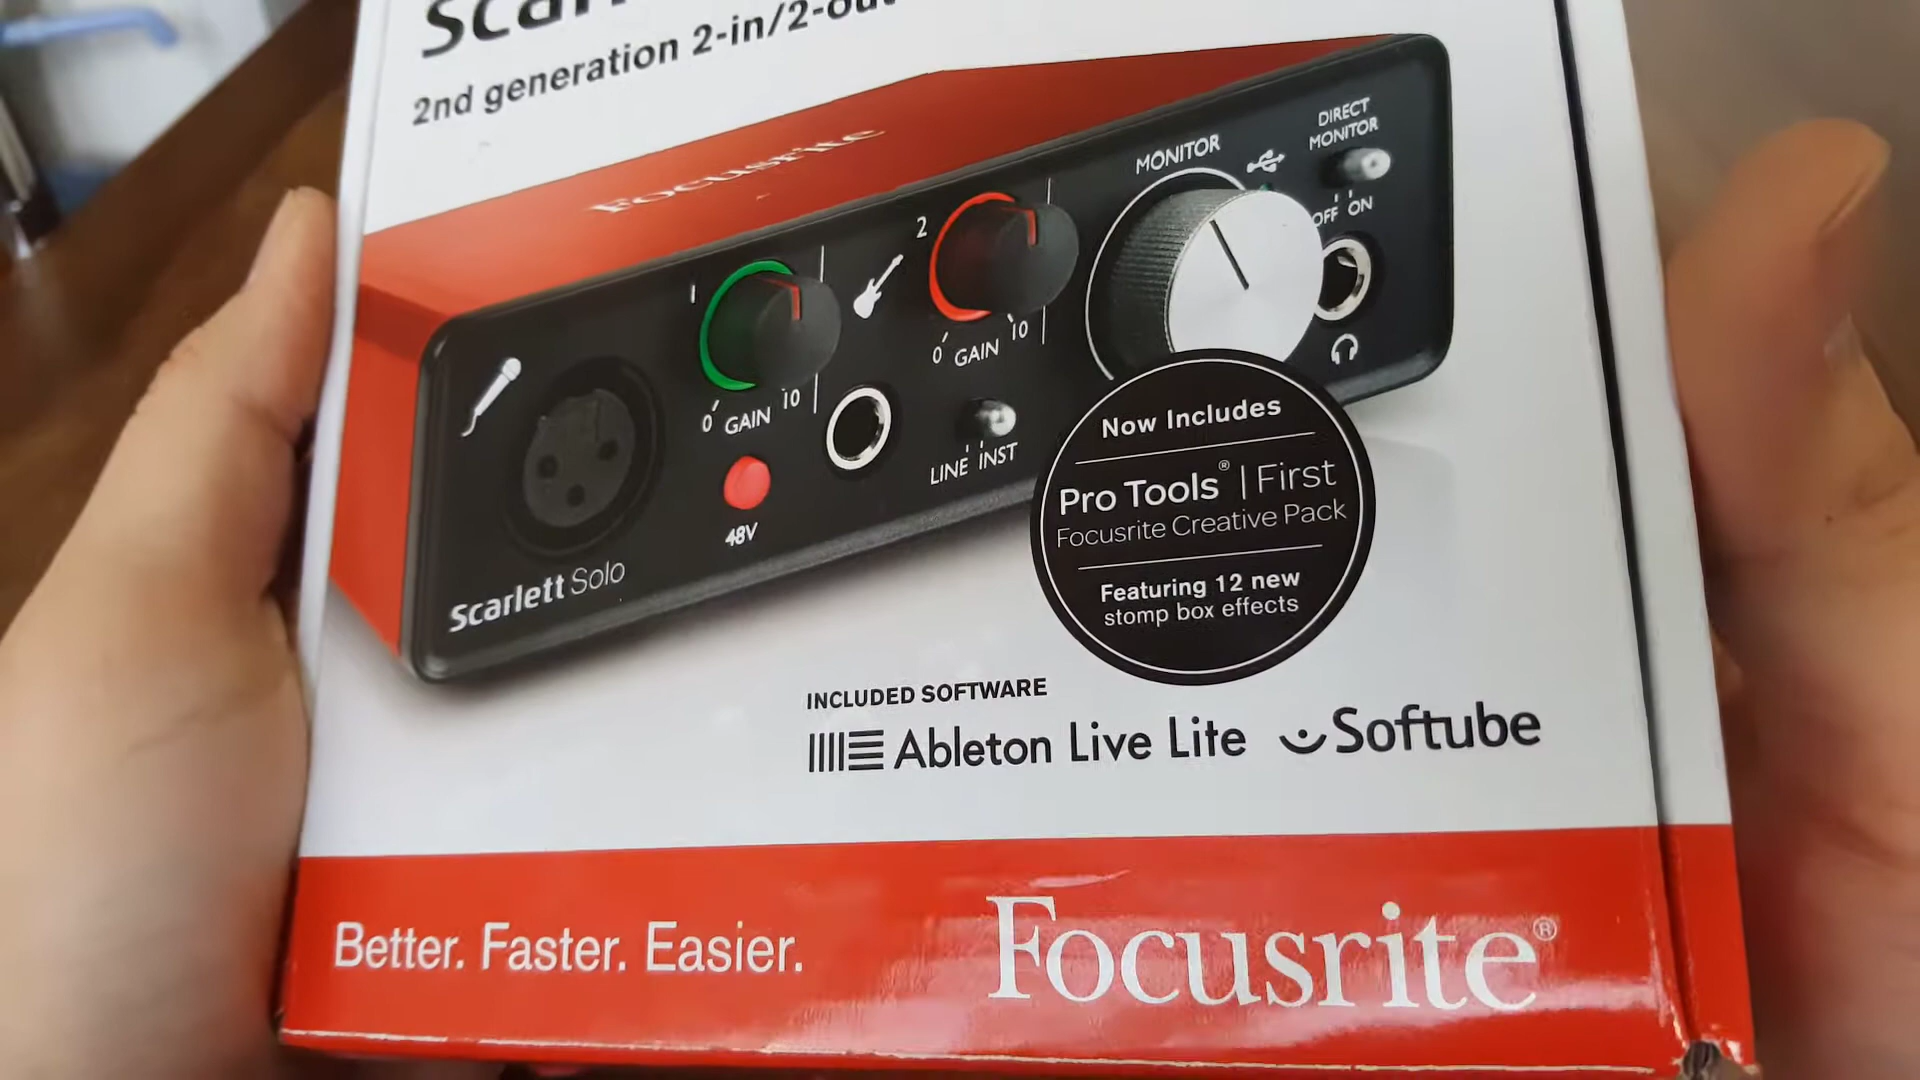 2nd generation 2-in/2-out
Focusrite
DIRECT
MONITOR
MONITOR
OFF ON
1
2
0 GAIN 10
0 GAIN 10
LINE INST
48V
Scarlett Solo
Now Includes
Pro Tools® | First
Focusrite Creative Pack
Featuring 12 new
stomp box effects
INCLUDED SOFTWARE
Ableton Live Lite Softube
Better. Faster. Easier.
Focusrite®